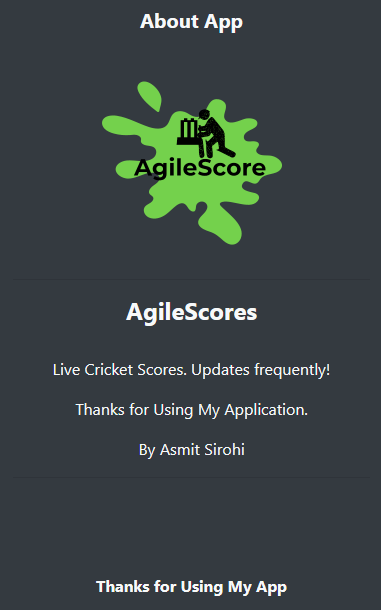 About App
AgileScore
AgileScores
Live Cricket Scores. Updates frequently!
Thanks for Using My Application.
By Asmit Sirohi
Thanks for Using My App